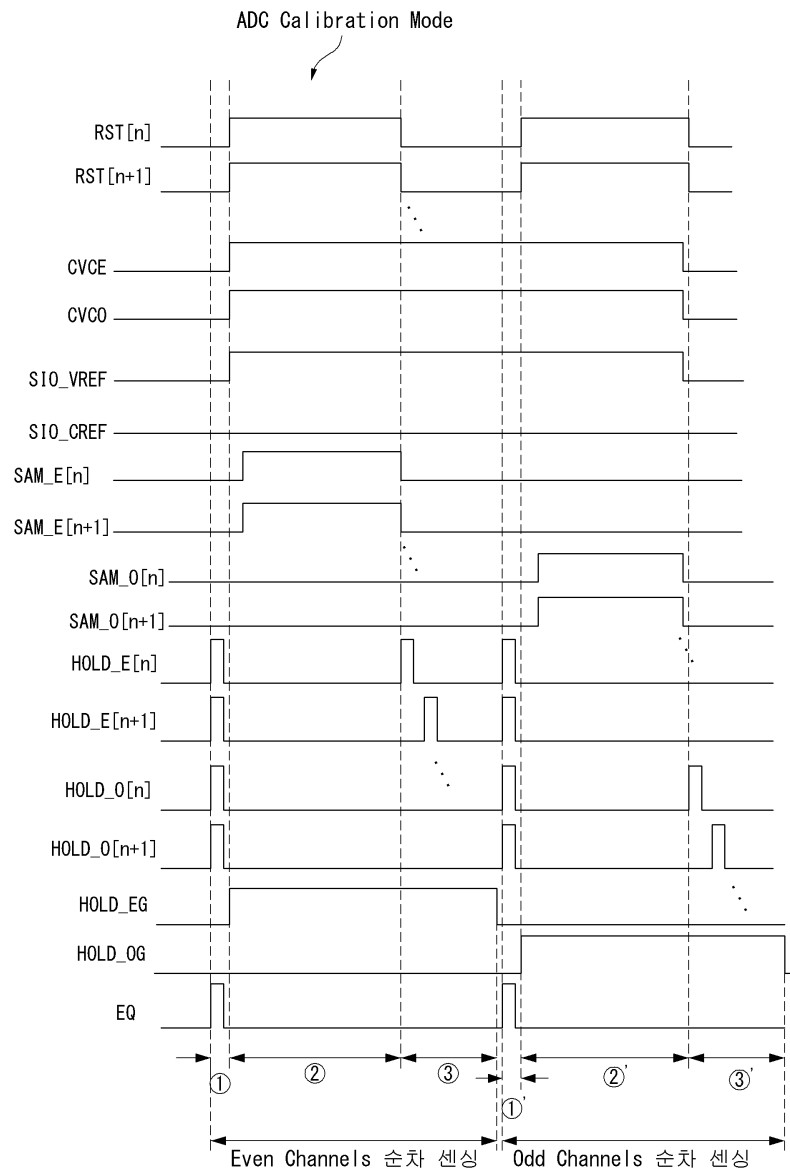 ADC Calibration Mode
RST[n]
RST[n+1]
CVCE
CVCO
SIO_VREF
SIO_CREF
SAM_E[n]
SAM_E[n+1]
SAM_O[n]
SAM_O[n+1]
HOLD_E[n]
HOLD_E[n+1]
HOLD_O[n]
HOLD_O[n+1]
HOLD_EG
HOLD_OG
EQ
① ② ③ ①' ②' ③'
Even Channels 순차 센싱 Odd Channels 순차 센싱